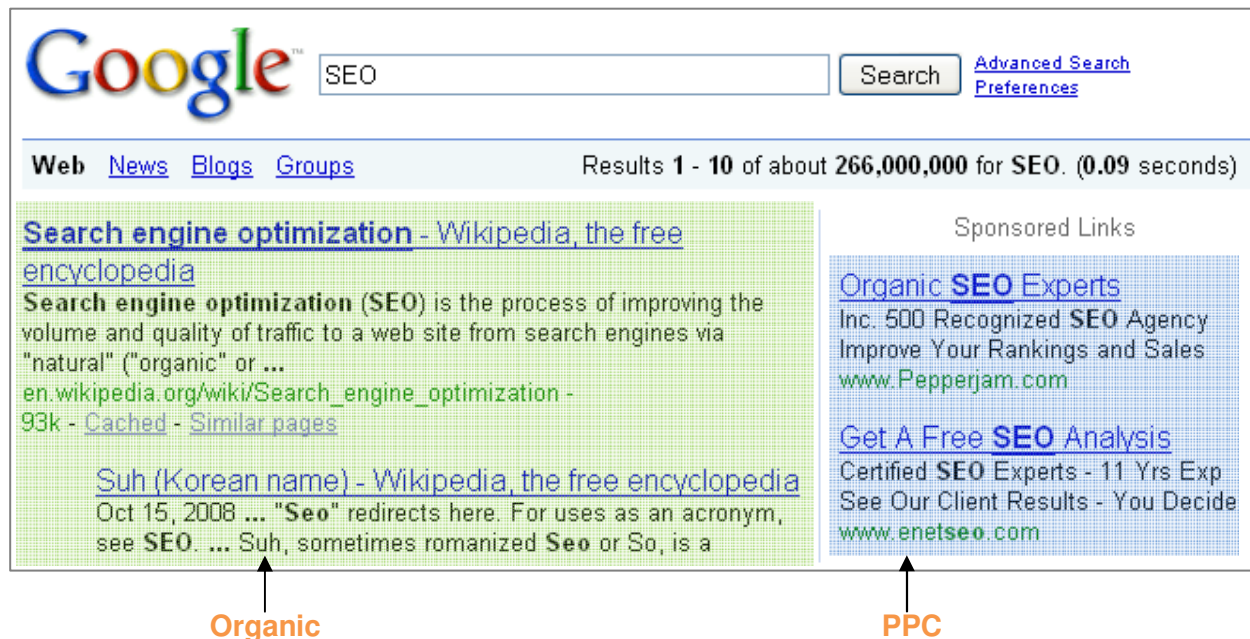 Google™
SEO
Search
Advanced Search
Preferences
Web News Blogs Groups
Results 1 - 10 of about 266,000,000 for SEO. (0.09 seconds)
Search engine optimization - Wikipedia, the free
encyclopedia
Search engine optimization (SEO) is the process of improving the
volume and quality of traffic to a web site from search engines via
"natural" ("organic" or ...
en.wikipedia.org/wiki/Search_engine_optimization -
93k - Cached - Similar pages
Suh (Korean name) - Wikipedia, the free encyclopedia
Oct 15, 2008 ... "Seo" redirects here. For uses as an acronym,
see SEO. ... Suh, sometimes romanized Seo or So, is a
Sponsored Links
Organic SEO Experts
Inc. 500 Recognized SEO Agency
Improve Your Rankings and Sales
www.Pepperjam.com
Get A Free SEO Analysis
Certified SEO Experts - 11 Yrs Exp
See Our Client Results - You Decide
www.enetseo.com
Organic
PPC